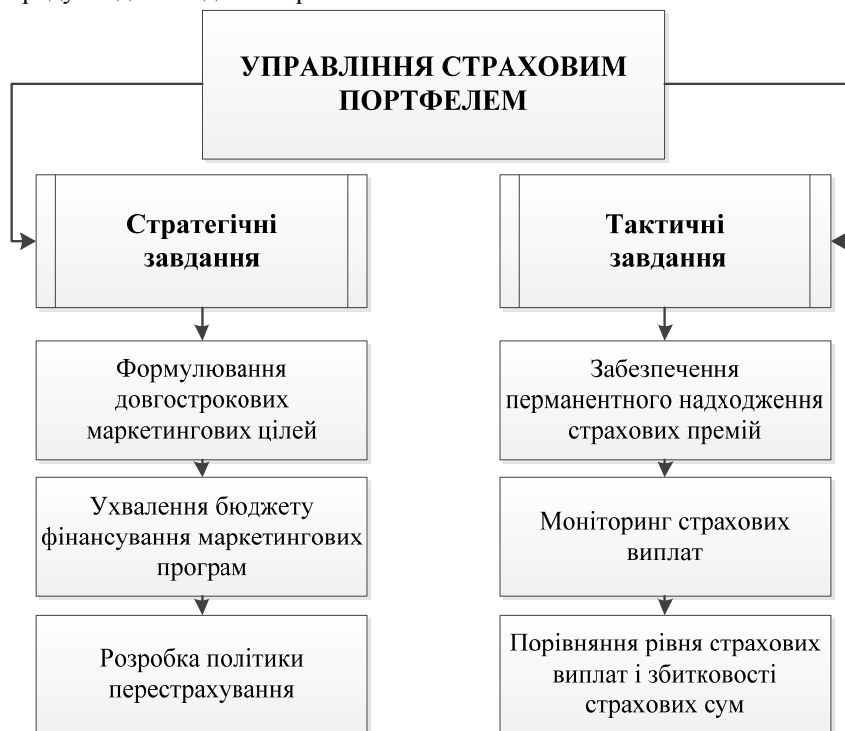 УПРАВЛІННЯ СТРАХОВИМ
ПОРТФЕЛЕМ
Стратегічні
завдання
Формулювання
довгострокових
маркетингових цілей
Ухвалення бюджету
фінансування маркетингових
програм
Розробка політики
перестрахування
Тактичні
завдання
Забезпечення
перманентного надходження
страхових премій
Моніторинг страхових
виплат
Порівняння рівня страхових
виплат і збитковості
страхових сум